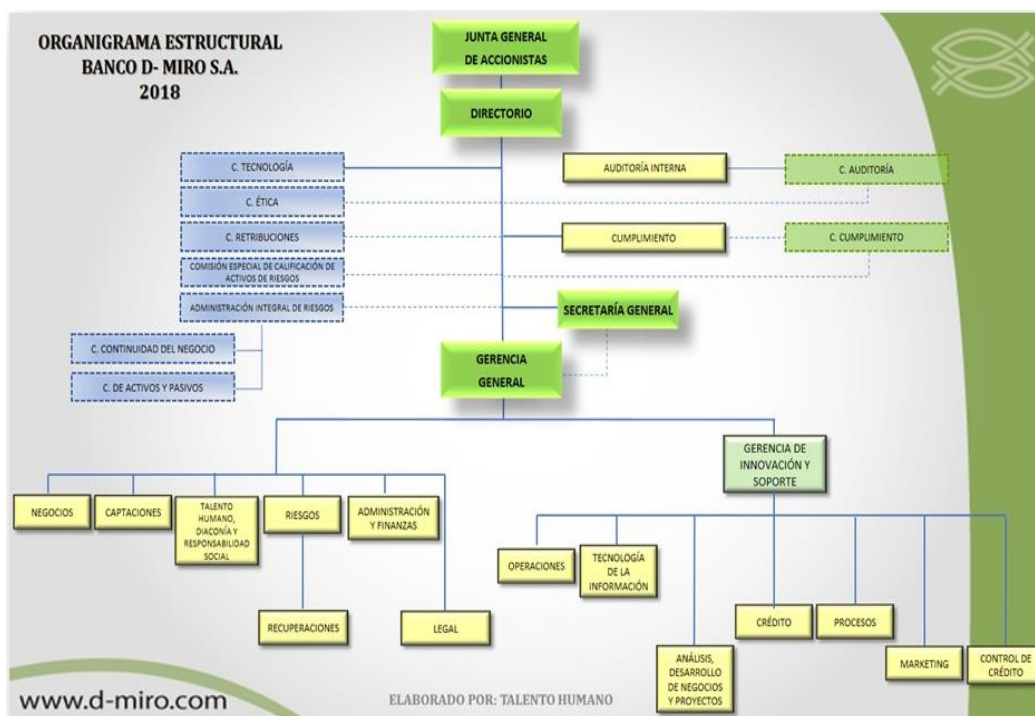 ORGANIGRAMA ESTRUCTURAL
BANCO D- MIRO S.A.
2018
JUNTA GENERAL
DE ACCIONISTAS
DIRECTORIO
C. TECNOLOGÍA
AUDITORÍA INTERNA
C. AUDITORÍA
C. ÉTICA
C. RETRIBUCIONES
CUMPLIMIENTO
C. CUMPLIMIENTO
COMISIÓN ESPECIAL DE CALIFICACIÓN DE
ACTIVOS DE RIESGOS
ADMINISTRACIÓN INTEGRAL DE RIESGOS
SECRETARÍA GENERAL
C. CONTINUIDAD DEL NEGOCIO
C. DE ACTIVOS Y PASIVOS
GERENCIA
GENERAL
GERENCIA DE
INNOVACIÓN Y
SOPORTE
NEGOCIOS
CAPTACIONES
TALENTO
HUMANO,
DIACONÍA Y
RESPONSABILIDAD
SOCIAL
RIESGOS
ADMINISTRACIÓN
Y FINANZAS
OPERACIONES
TECNOLOGÍA
DE LA
INFORMACIÓN
RECUPERACIONES
LEGAL
CRÉDITO
PROCESOS
ANÁLISIS,
DESARROLLO
DE NEGOCIOS
Y PROYECTOS
MARKETING
CONTROL DE
CRÉDITO
www.d-miro.com
ELABORADO POR: TALENTO HUMANO